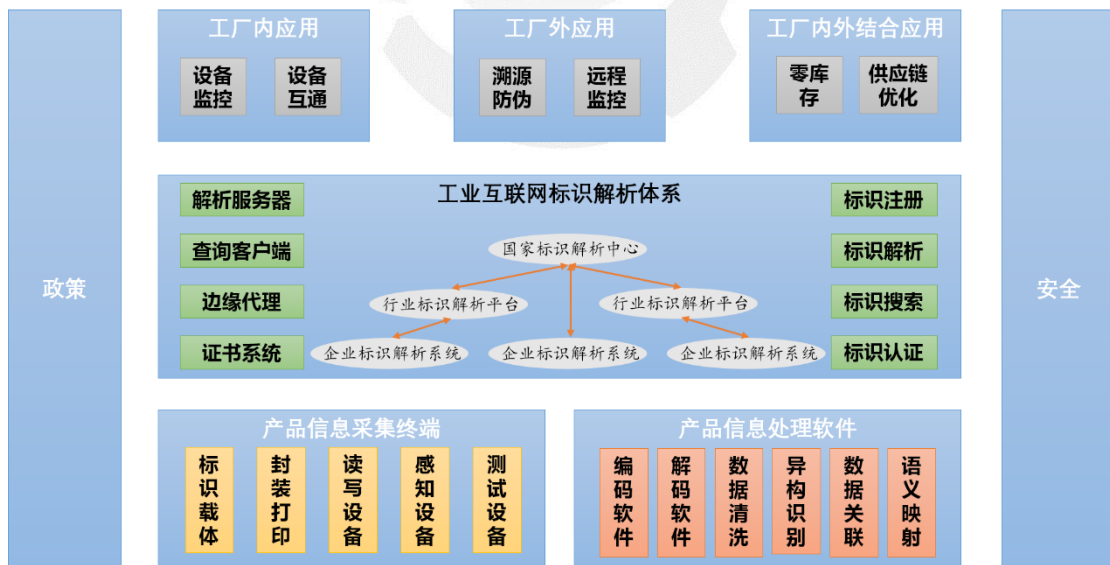 政策
工厂内应用
设备
监控
设备
互通
工厂外应用
溯源
防伪
远程
监控
工厂内外结合应用
零库
存
供应链
优化
工业互联网标识解析体系
解析服务器
查询客户端
边缘代理
证书系统
国家标识解析中心
行业标识解析平台
行业标识解析平台
企业标识解析系统
企业标识解析系统
企业标识解析系统
标识注册
标识解析
标识搜索
标识认证
产品信息采集终端
标识载体
封装打印
读写设备
感知设备
测试设备
产品信息处理软件
编码软件
解码软件
数据清洗
异构识别
数据关联
语义映射
安全